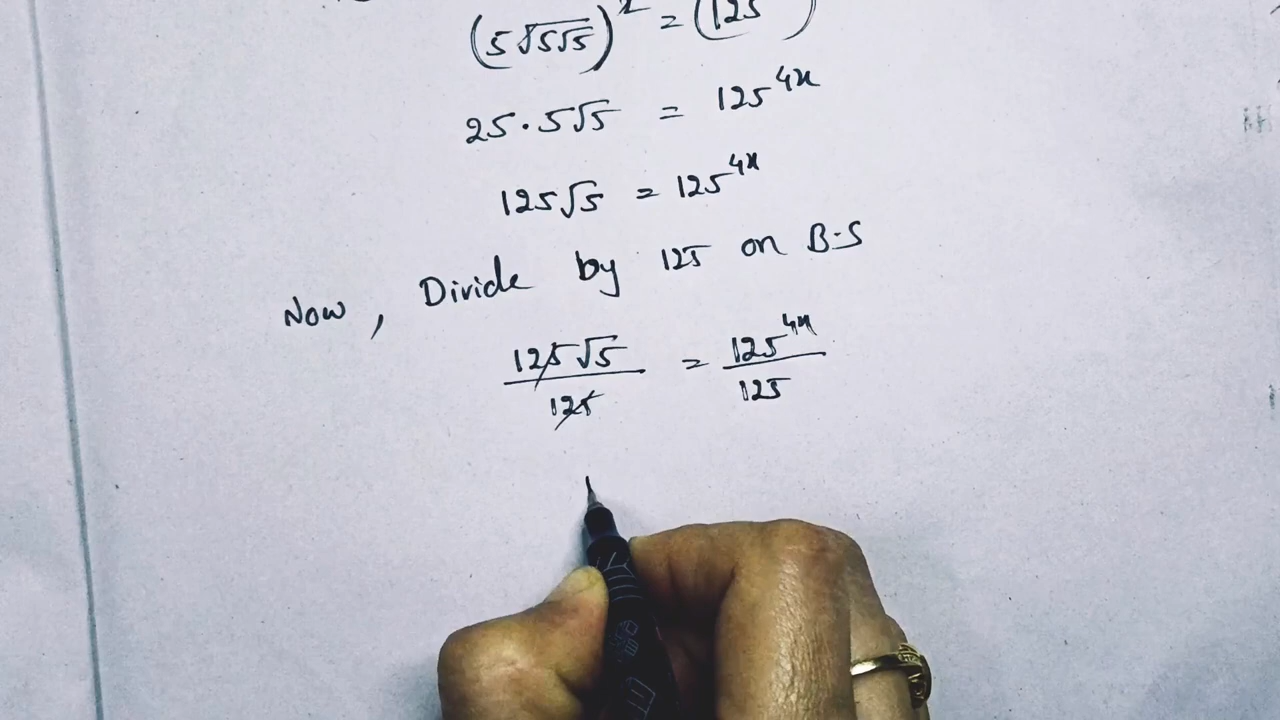 (5√5√5)² = (125 )
25·5√5 = 125^4x
125√5 = 125^4x
Now, Divide by 125 on B.S
125√5/125 = 125^4x/125